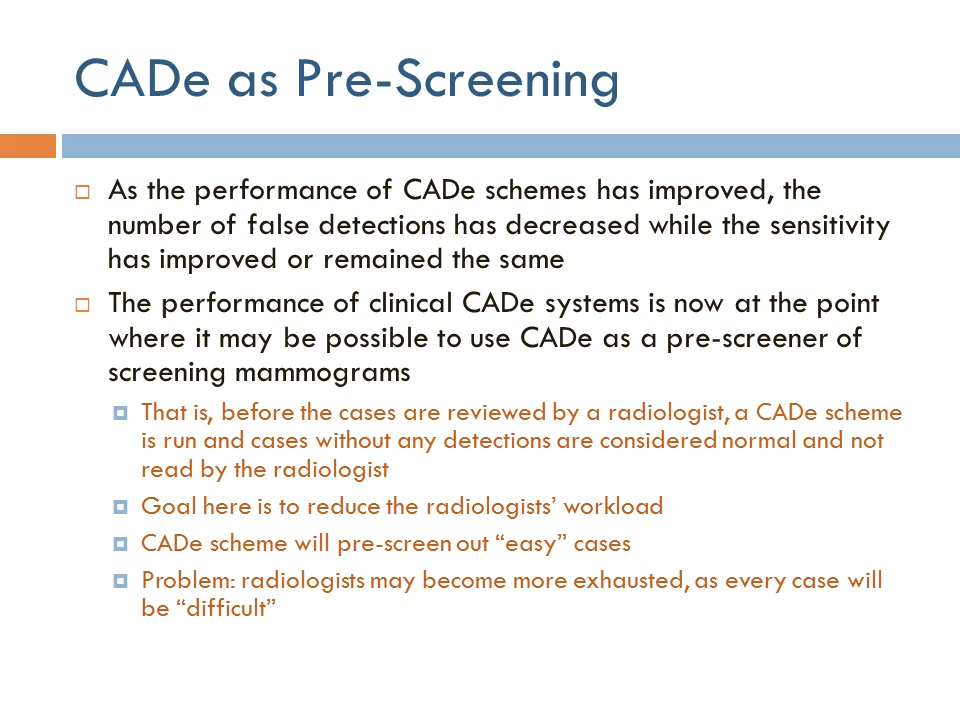 CADe as Pre-Screening
As the performance of CADe schemes has improved, the
number of false detections has decreased while the sensitivity
has improved or remained the same
The performance of clinical CADe systems is now at the point
where it may be possible to use CADe as a pre-screener of
screening mammograms
That is, before the cases are reviewed by a radiologist, a CADe scheme
is run and cases without any detections are considered normal and not
read by the radiologist
Goal here is to reduce the radiologists’ workload
CADe scheme will pre-screen out “easy” cases
Problem: radiologists may become more exhausted, as every case will
be “difficult”